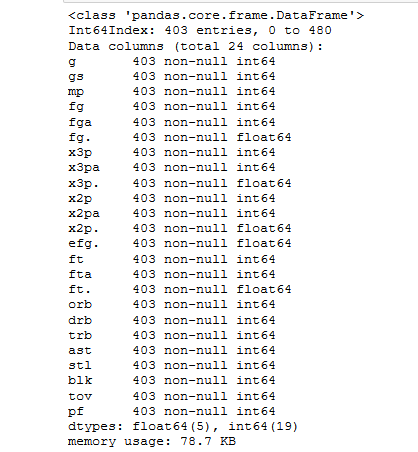 <class 'pandas.core.frame.DataFrame'>
Int64Index: 403 entries, 0 to 480
Data columns (total 24 columns):
g       403 non-null int64
gs      403 non-null int64
mp      403 non-null int64
fg      403 non-null int64
fga     403 non-null int64
fg.     403 non-null float64
x3p     403 non-null int64
x3pa    403 non-null int64
x3p.    403 non-null float64
x2p     403 non-null int64
x2pa    403 non-null int64
x2p.    403 non-null float64
efg.    403 non-null float64
ft      403 non-null int64
fta     403 non-null int64
ft.     403 non-null float64
orb     403 non-null int64
drb     403 non-null int64
trb     403 non-null int64
ast     403 non-null int64
stl     403 non-null int64
blk     403 non-null int64
tov     403 non-null int64
pf      403 non-null int64
dtypes: float64(5), int64(19)
memory usage: 78.7 KB